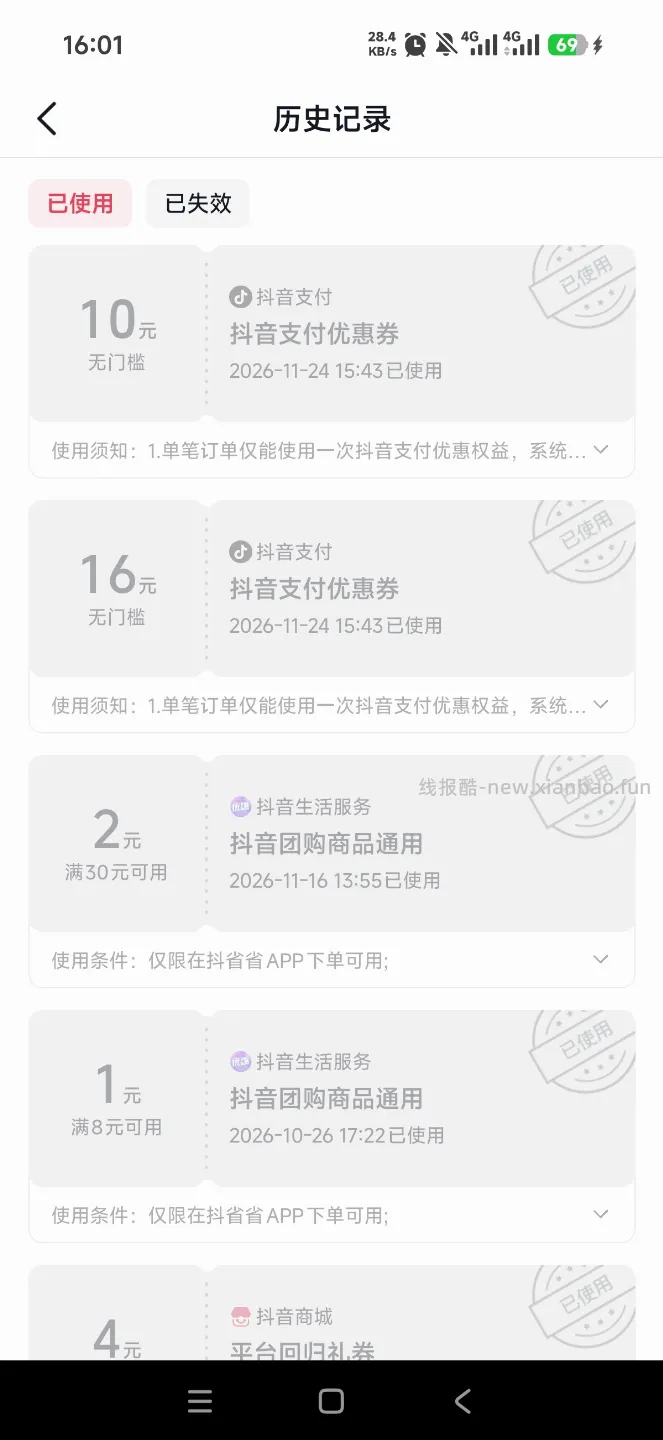 16:01
28.4 KB/s 4G 4G 69
历史记录
已使用 已失效
已使用
10元
无门槛
抖音支付
抖音支付优惠券
2026-11-24 15:43已使用
使用须知：1.单笔订单仅能使用一次抖音支付优惠权益，系统...
已使用
16元
无门槛
抖音支付
抖音支付优惠券
2026-11-24 15:43已使用
使用须知：1.单笔订单仅能使用一次抖音支付优惠权益，系统...
线报酷-new.xianbao.fun
已使用
2元
满30元可用
抖音生活服务
抖音团购商品通用
2026-11-16 13:55已使用
使用条件：仅限在抖省省APP下单可用;
已使用
1元
满8元可用
抖音生活服务
抖音团购商品通用
2026-10-26 17:22已使用
使用条件：仅限在抖省省APP下单可用;
已使用
4元
抖音商城
平台回归礼券